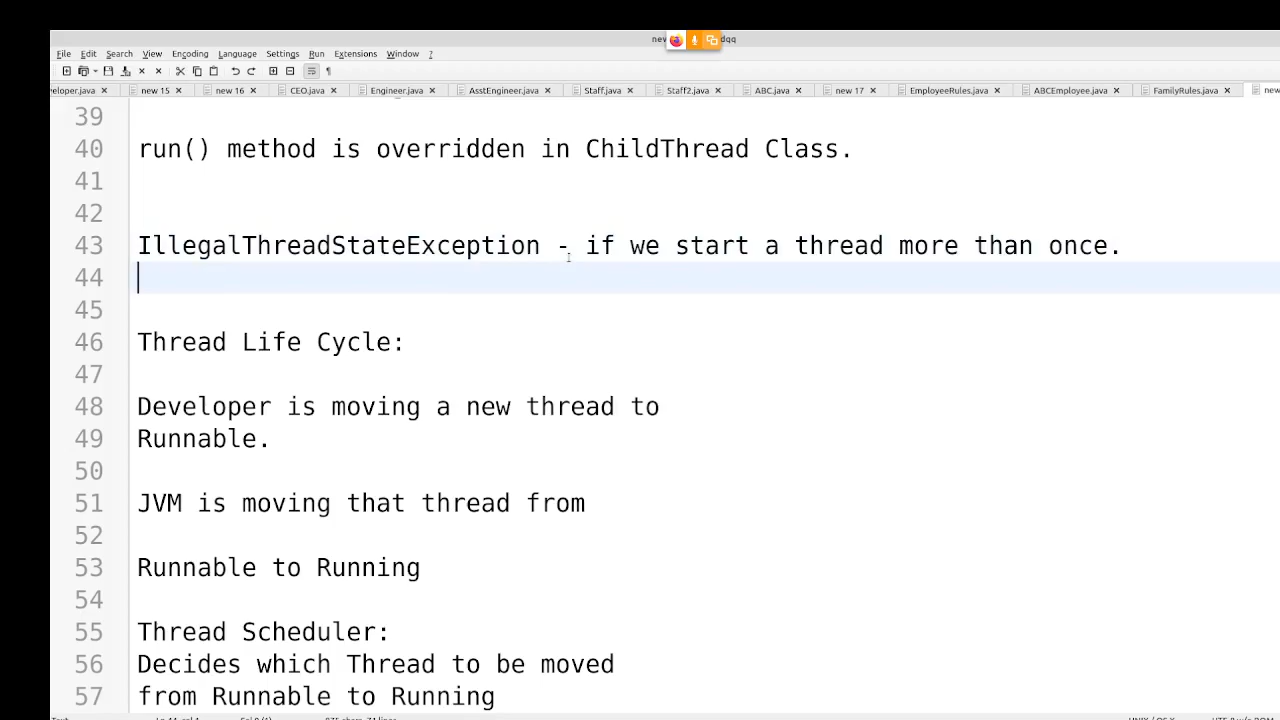 new dqq
File Edit Search View Encoding Language Settings Run Extensions Window ?
veloper.java new 15 new 16 CEO.java Engineer.java AsstEngineer.java Staff.java Staff2.java ABC.java new 17 EmployeeRules.java ABCEmployee.java FamilyRules.java new
39
40 run() method is overridden in ChildThread Class.
41
42
43 IllegalThreadStateException - if we start a thread more than once.
44
45
46 Thread Life Cycle:
47
48 Developer is moving a new thread to
49 Runnable.
50
51 JVM is moving that thread from
52
53 Runnable to Running
54
55 Thread Scheduler:
56 Decides which Thread to be moved
57 from Runnable to Running